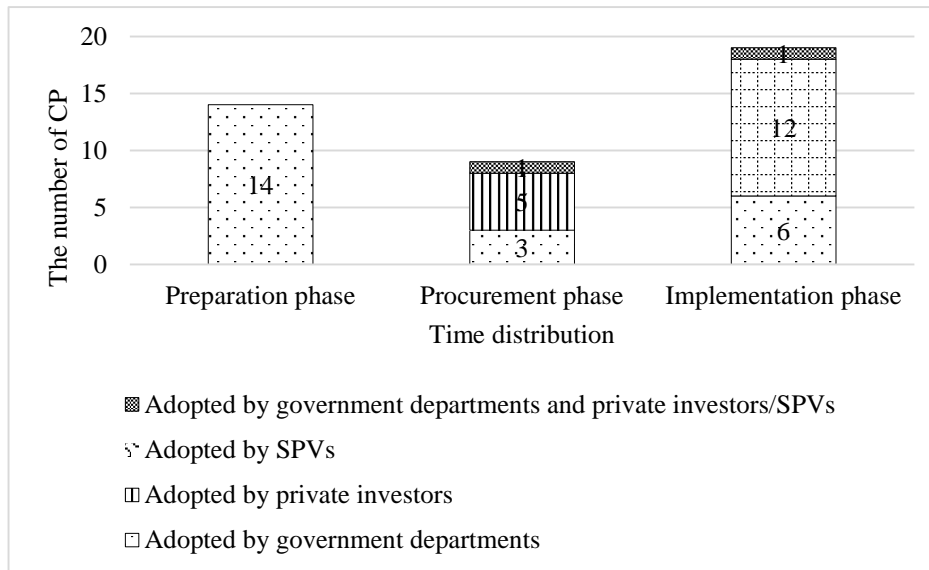 20
15
10
5
0
The number of CP
14
1
5
3
1
12
6
Preparation phase Procurement phase Implementation phase
Time distribution
Adopted by government departments and private investors/SPVs
Adopted by SPVs
Adopted by private investors
Adopted by government departments